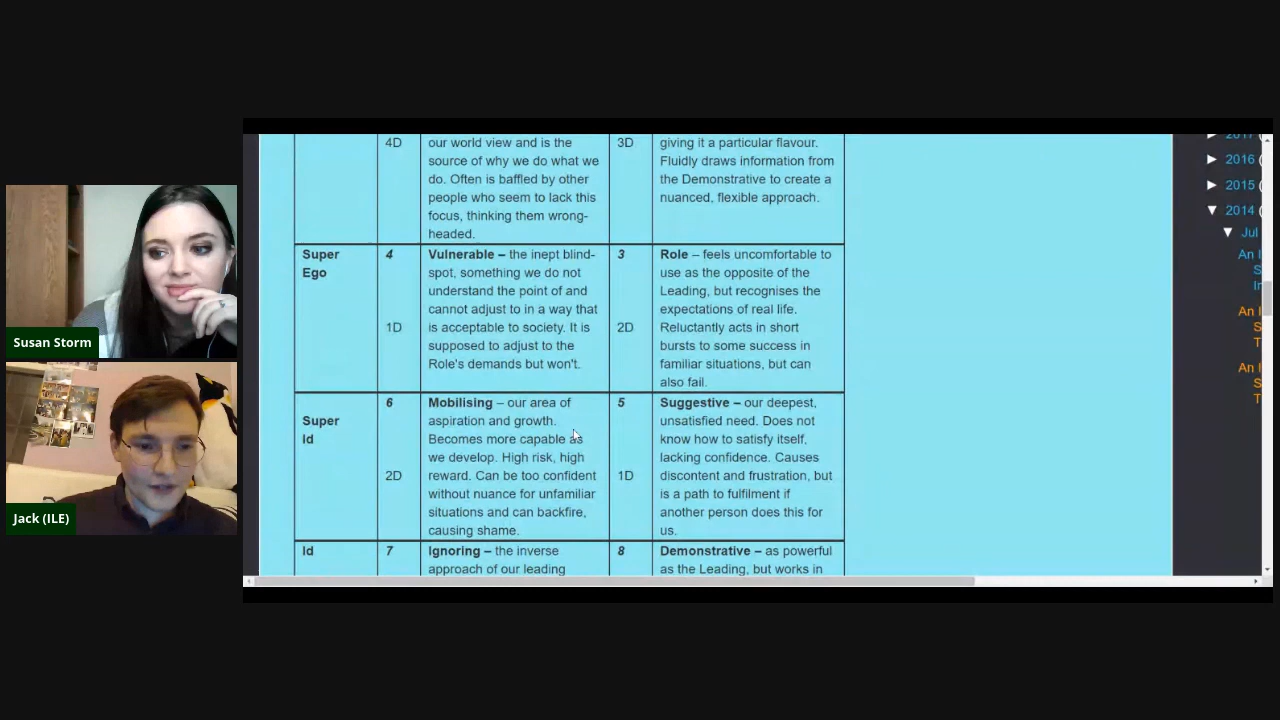 Susan Storm
Jack (ILE)
4D
our world view and is the
source of why we do what we
do. Often is baffled by other
people who seem to lack this
focus, thinking them wrong-
headed.
3D
giving it a particular flavour.
Fluidly draws information from
the Demonstrative to create a
nuanced, flexible approach.
Super
Ego
4
1D
Vulnerable – the inept blind-
spot, something we do not
understand the point of and
cannot adjust to in a way that
is acceptable to society. It is
supposed to adjust to the
Role's demands but won't.
3
2D
Role – feels uncomfortable to
use as the opposite of the
Leading, but recognises the
expectations of real life.
Reluctantly acts in short
bursts to some success in
familiar situations, but can
also fail.
Super
Id
6
2D
Mobilising – our area of
aspiration and growth.
Becomes more capable as
we develop. High risk, high
reward. Can be too confident
without nuance for unfamiliar
situations and can backfire,
causing shame.
5
1D
Suggestive – our deepest,
unsatisfied need. Does not
know how to satisfy itself,
lacking confidence. Causes
discontent and frustration, but
is a path to fulfilment if
another person does this for
us.
Id
7
Ignoring – the inverse
approach of our leading
8
Demonstrative – as powerful
as the Leading, but works in
► 2017 (
► 2016 (
► 2015 (
▼ 2014 (
▼ Jul
An I
S
In
An I
S
T
An I
S
T